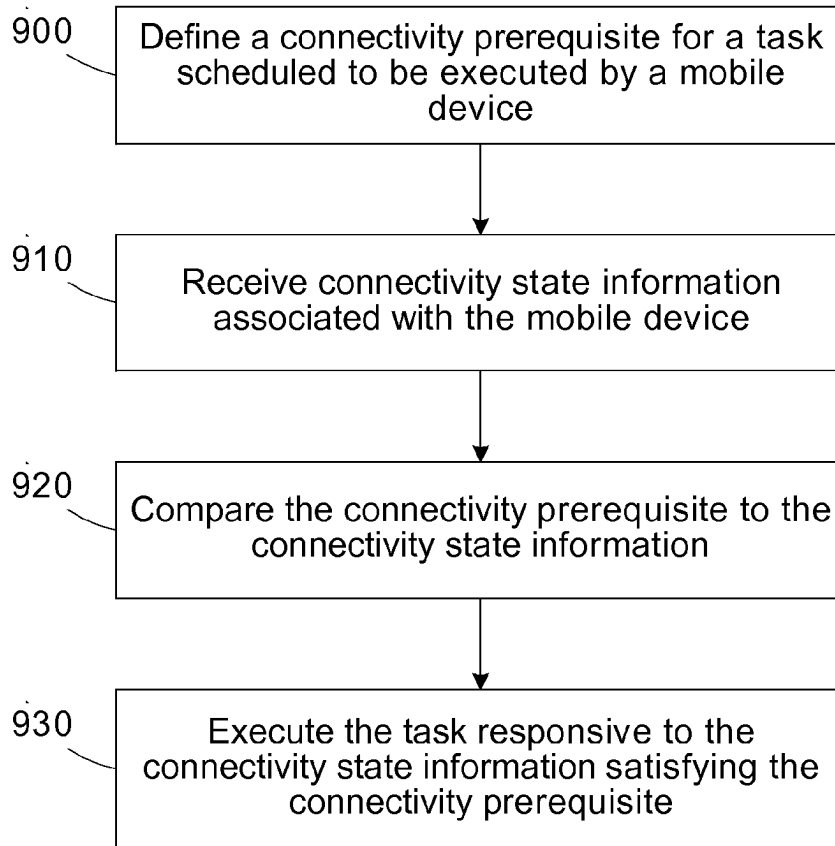 900
Define a connectivity prerequisite for a task
scheduled to be executed by a mobile
device
910
Receive connectivity state information
associated with the mobile device
920
Compare the connectivity prerequisite to the
connectivity state information
930
Execute the task responsive to the
connectivity state information satisfying the
connectivity prerequisite